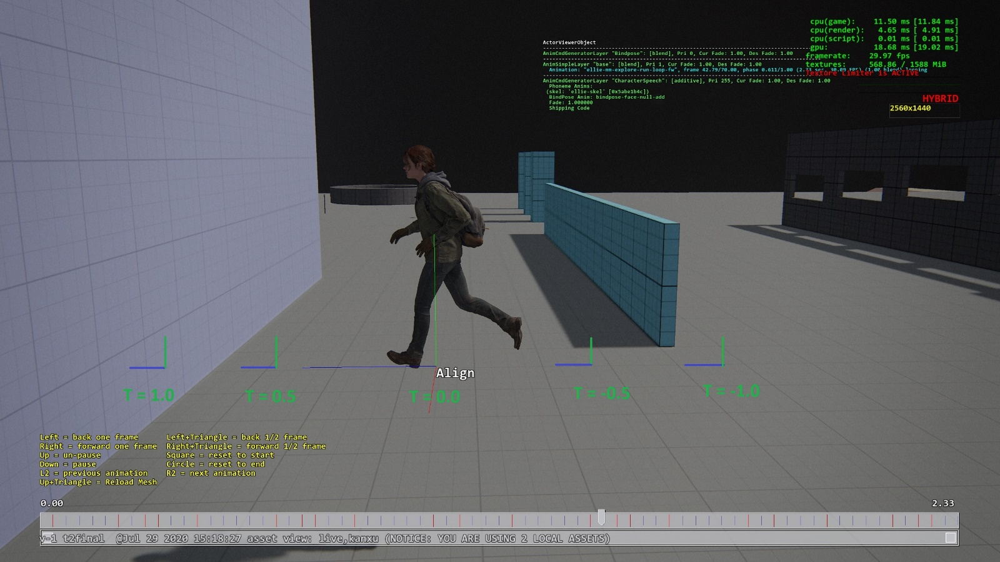 cpu(game): 11.50 ms [11.84 ms]
cpu(render): 4.65 ms [ 4.91 ms]
cpu(script): 0.01 ms [ 0.01 ms]
gpu: 18.68 ms [19.02 ms]
framerate: 29.97 fps
textures: 568.86 / 1588 MiB
Texture Limiter is ACTIVE
HYBRID
2560x1440
ActorViewerObject
AnimCmdGeneratorLayer "Bindpose": [blend], Pri 0, Cur Fade: 1.00, Des Fade: 1.00
AnimSimpleLayer "base": [blend], Pri 1, Cur Fade: 1.00, Des Fade: 1.00
Animation: "ellie-mm-explore-run-loop-fw", frame 42.79/70.00, phase 0.611/1.00 (2.33 sec, 30.00 FPS) (1.00 blend) looping
AnimCmdGeneratorLayer "CharacterSpeech": [additive], Pri 255, Cur Fade: 1.00, Des Fade: 1.00
Phoneme Anims:
(skel: 'ellie-skel' [0x5abe1b4c])
BindPose Anim: bindpose-face-null-add
Fade: 1.000000
Shipping Code
Align
T = 1.0 T = 0.5 T = 0.0 T = -0.5 T = -1.0
Left = back one frame Left+Triangle = back 1/2 frame
Right = forward one frame Right+Triangle = forward 1/2 frame
Up = un-pause Square = reset to start
Down = pause Circle = reset to end
L2 = previous animation R2 = next animation
Up+Triangle = Reload Mesh
0.00 2.33
v-1 t2final @Jul 29 2020 15:18:27 asset view: live,kanxu (NOTICE: YOU ARE USING 2 LOCAL ASSETS)